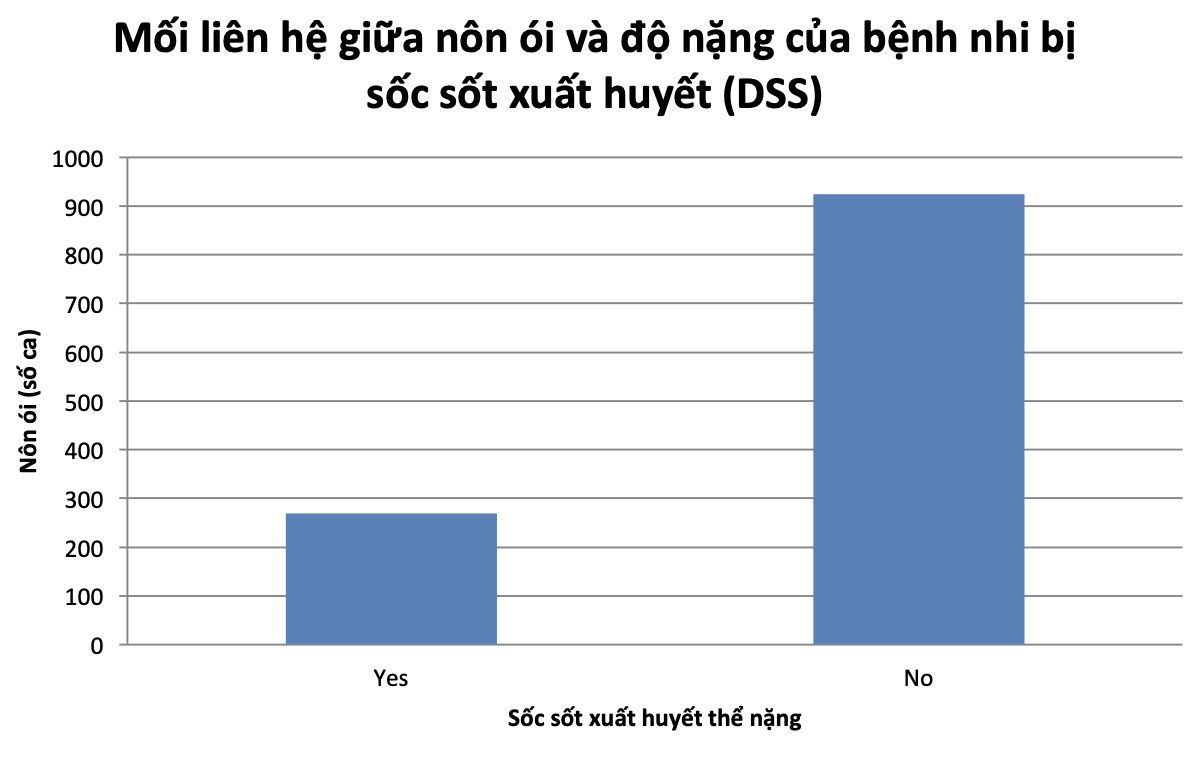 Mối liên hệ giữa nôn ói và độ nặng của bệnh nhi bị
sốc sốt xuất huyết (DSS)
1000
900
800
700
600
500
400
300
200
100
0
Nôn ói (số ca)
Yes
No
Sốc sốt xuất huyết thể nặng